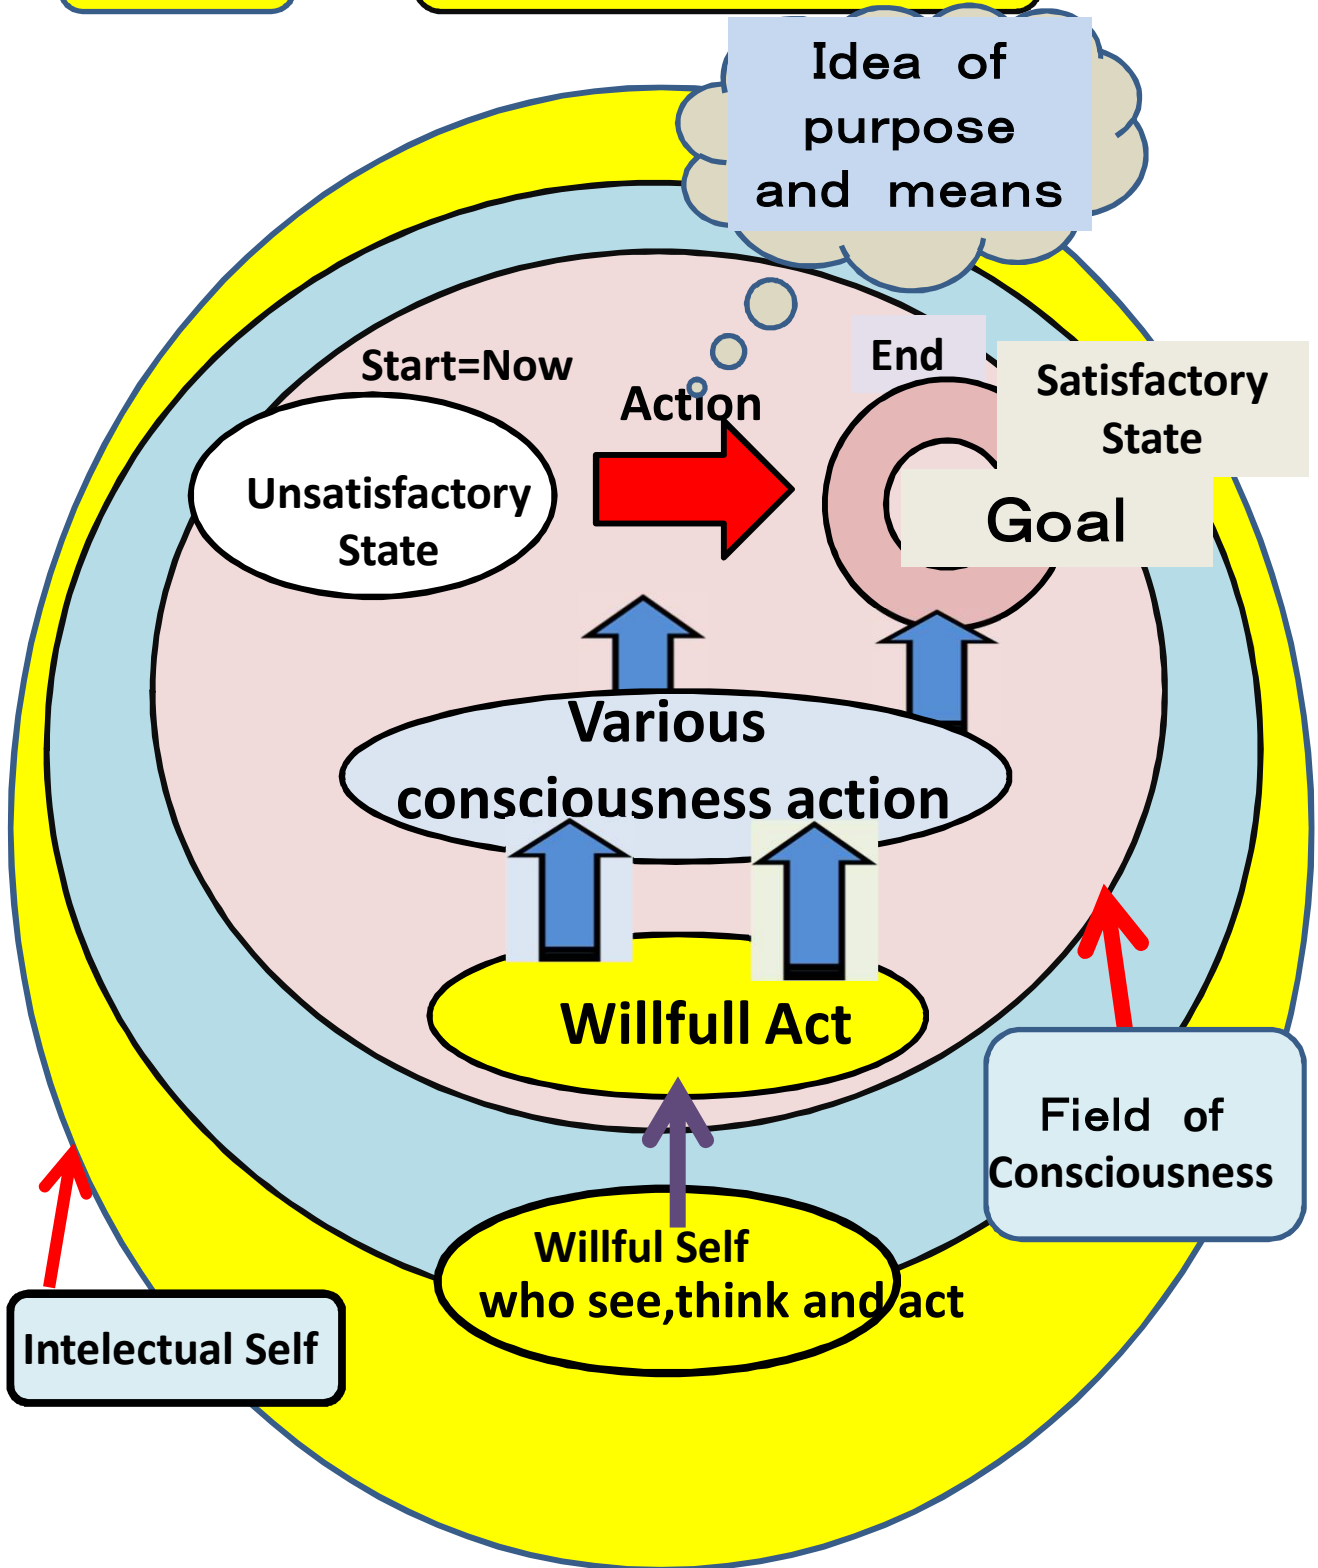 Idea of
purpose
and means
Start=Now
End
Action
Satisfactory
State
Unsatisfactory
State
Goal
Various
consciousness action
Willfull Act
Field of
Consciousness
Willful Self
who see,think and act
Intelectual Self